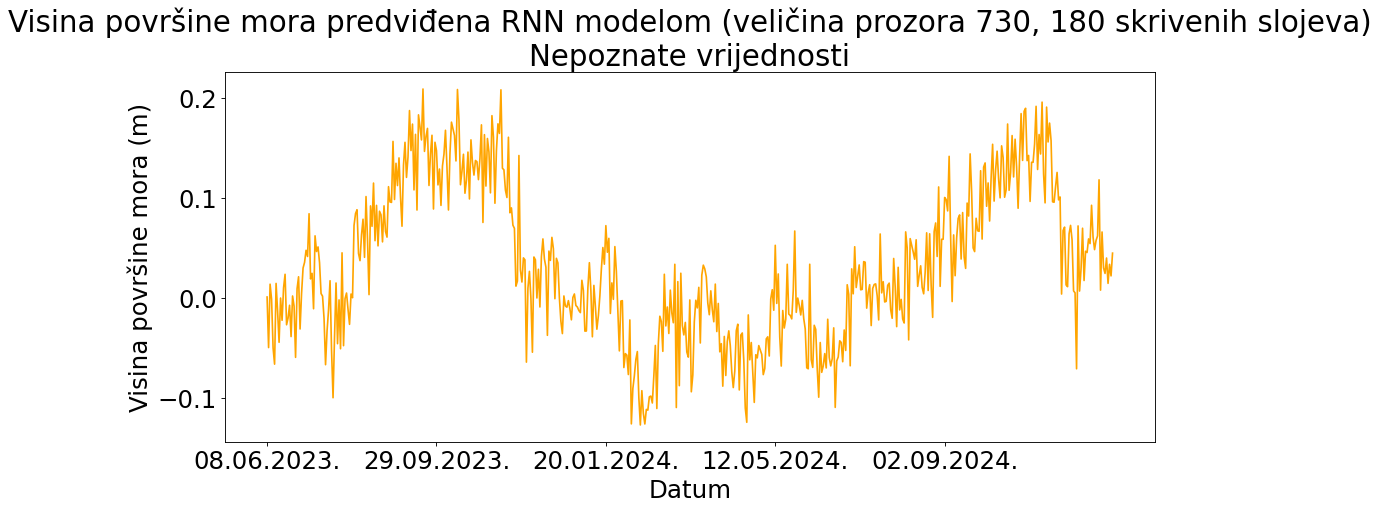 Visina površine mora predviđena RNN modelom (veličina prozora 730, 180 skrivenih slojeva)
Nepoznate vrijednosti
Visina površine mora (m)
0.2
0.1
0.0
−0.1
08.06.2023. 29.09.2023. 20.01.2024. 12.05.2024. 02.09.2024.
Datum